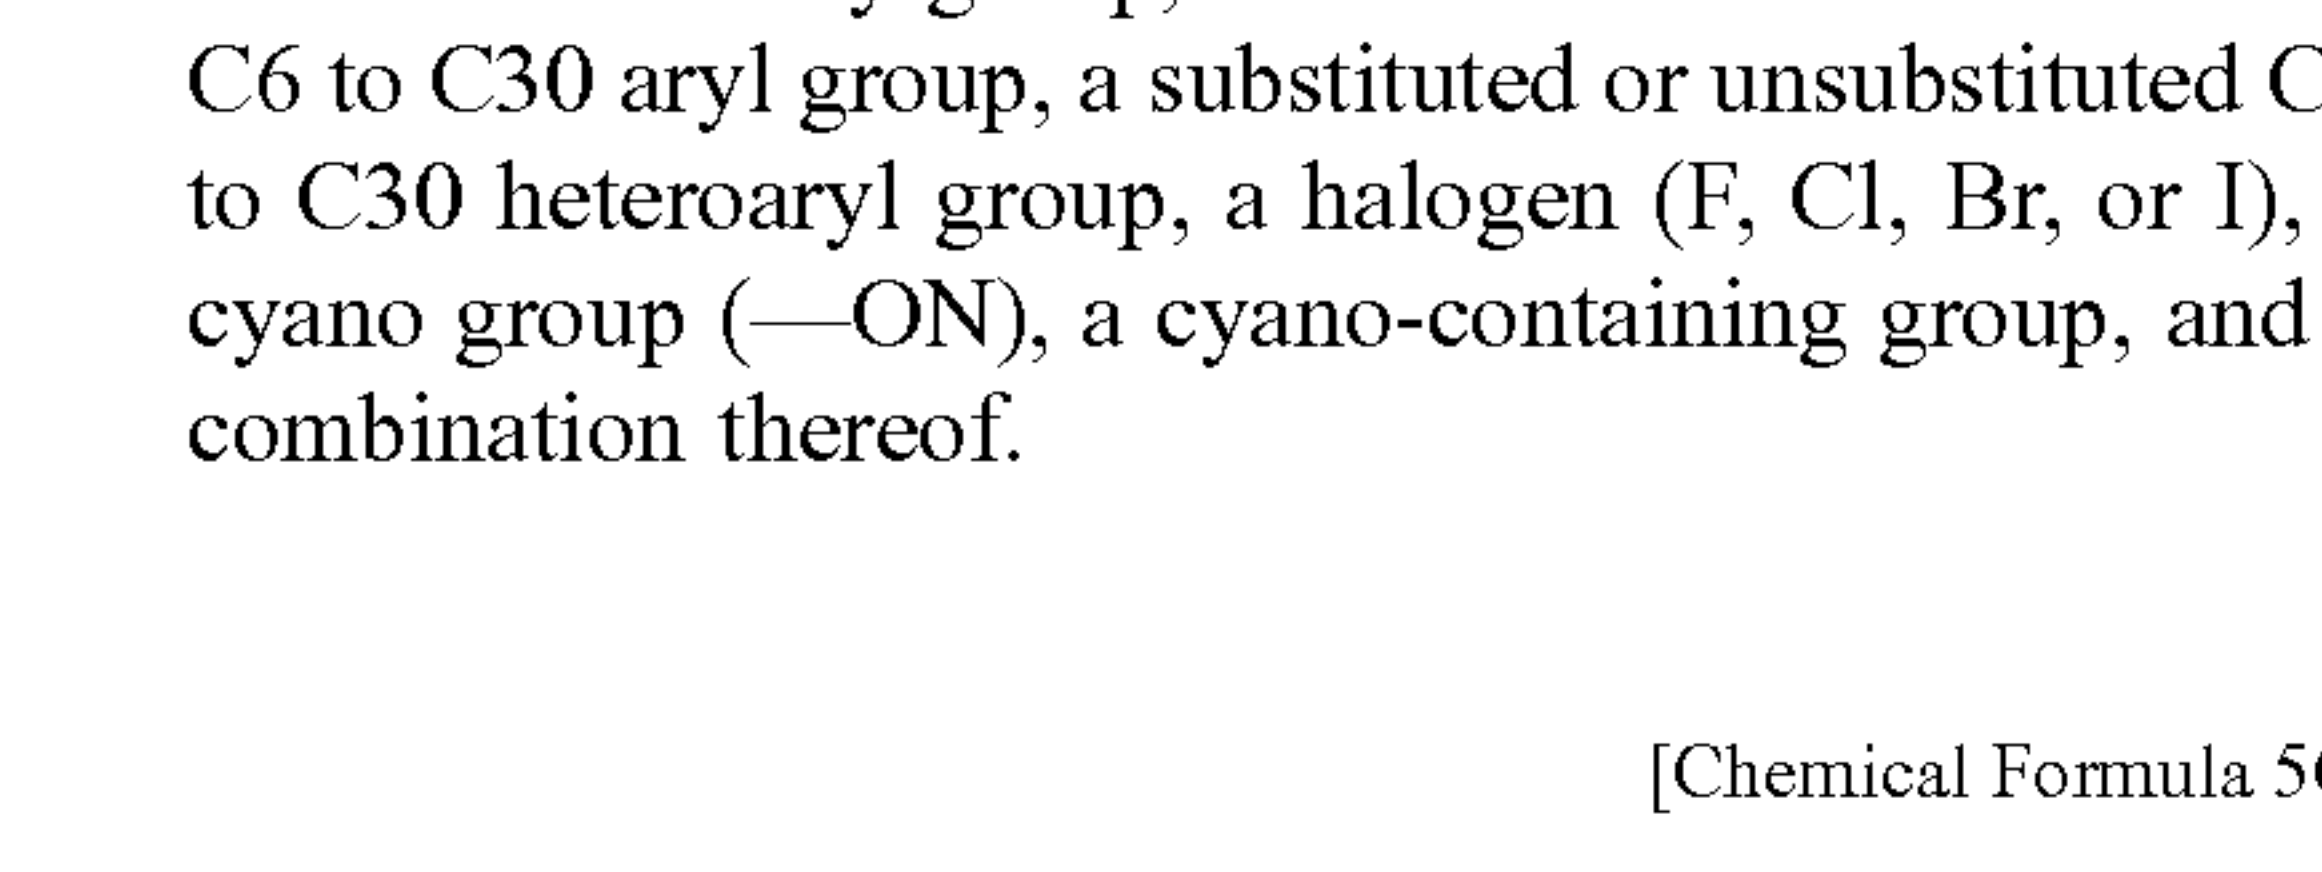 C6 to C30 aryl group, a substituted or unsubstituted C
to C30 heteroaryl group, a halogen (F, Cl, Br, or I),
cyano group (—ON), a cyano-containing group, and
combination thereof.
[Chemical Formula 5